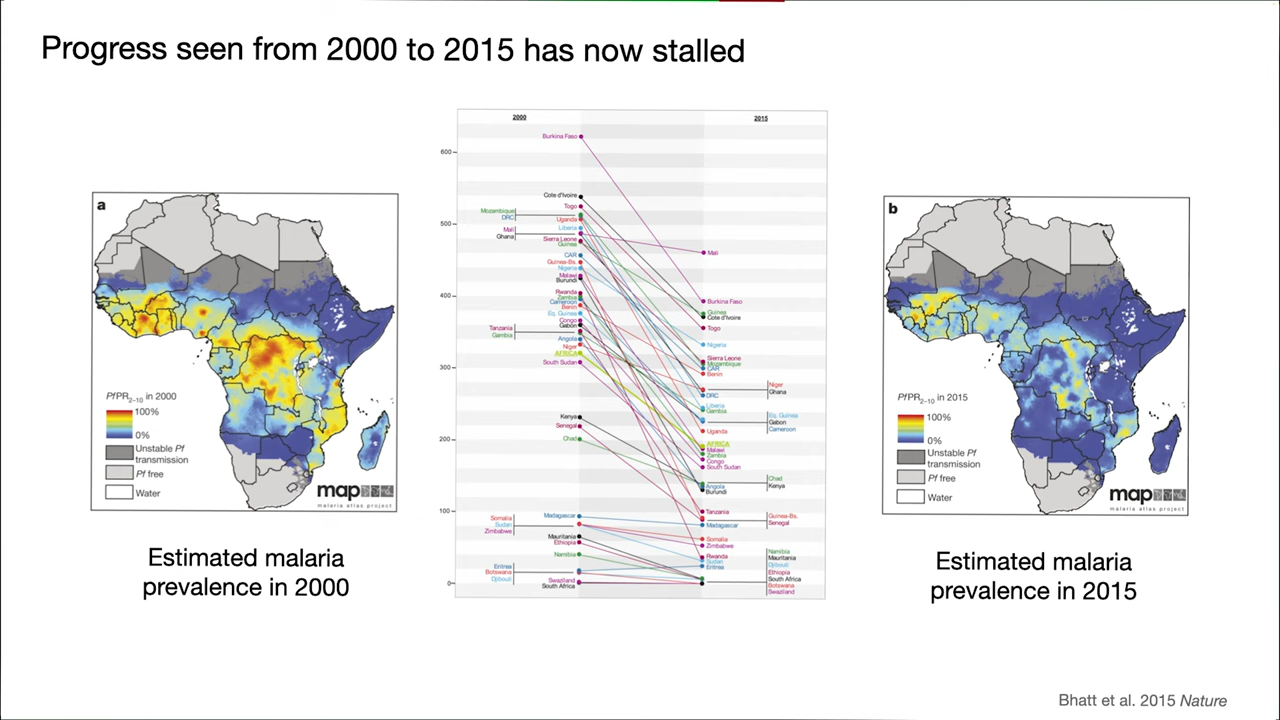 Progress seen from 2000 to 2015 has now stalled
a
PfPR2–10 in 2000
100%
0%
Unstable Pf
transmission
Pf free
Water
map
malaria atlas project
Estimated malaria
prevalence in 2000
2000
2015
600
500
400
300
200
100
0
Burkina Faso
Cote d'Ivoire
Togo
Mozambique
DRC
Uganda
Liberia
Mali
Ghana
Sierra Leone
Guinea
CAR
Guinea-Bs.
Nigeria
Malawi
Burundi
Rwanda
Zambia
Cameroon
Benin
Eq. Guinea
Congo
Gabon
Tanzania
Gambia
Angola
Niger
AFRICA
South Sudan
Kenya
Senegal
Chad
Madagascar
Somalia
Sudan
Zimbabwe
Mauritania
Ethiopia
Namibia
Eritrea
Botswana
Djibouti
Swaziland
South Africa
Mali
Burkina Faso
Guinea
Cote d'Ivoire
Togo
Nigeria
Sierra Leone
Mozambique
CAR
Benin
Niger
Ghana
DRC
Liberia
Gambia
Eq. Guinea
Gabon
Cameroon
Uganda
AFRICA
Malawi
Zambia
Congo
South Sudan
Chad
Kenya
Angola
Burundi
Tanzania
Guinea-Bs.
Senegal
Madagascar
Somalia
Zimbabwe
Rwanda
Sudan
Eritrea
Namibia
Mauritania
Djibouti
Ethiopia
South Africa
Botswana
Swaziland
b
PfPR2–10 in 2015
100%
0%
Unstable Pf
transmission
Pf free
Water
map
malaria atlas project
Estimated malaria
prevalence in 2015
Bhatt et al. 2015 Nature